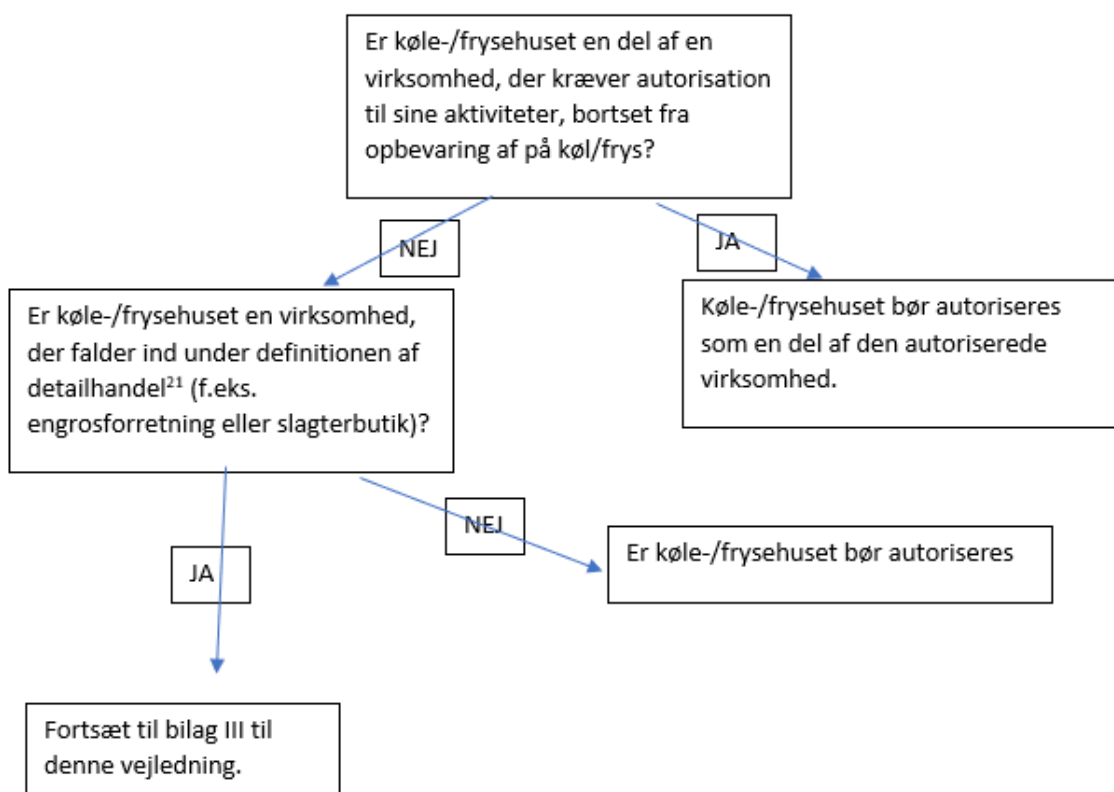 Er køle-/frysehuset en del af en
virksomhed, der kræver autorisation
til sine aktiviteter, bortset fra
opbevaring af på køl/frys?
NEJ
JA
Er køle-/frysehuset en virksomhed,
der falder ind under definitionen af
detailhandel²¹ (f.eks.
engrosforretning eller slagterbutik)?
Køle-/frysehuset bør autoriseres
som en del af den autoriserede
virksomhed.
NEJ
JA
Er køle-/frysehuset bør autoriseres
Fortsæt til bilag III til
denne vejledning.